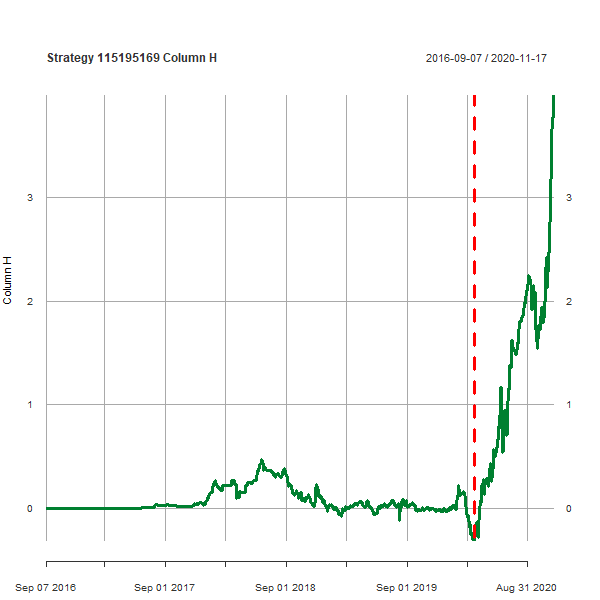 Strategy 115195169 Column H
2016-09-07 / 2020-11-17
Column H
3
3
2
2
1
1
0
0
Sep 07 2016
Sep 01 2017
Sep 01 2018
Sep 01 2019
Aug 31 2020